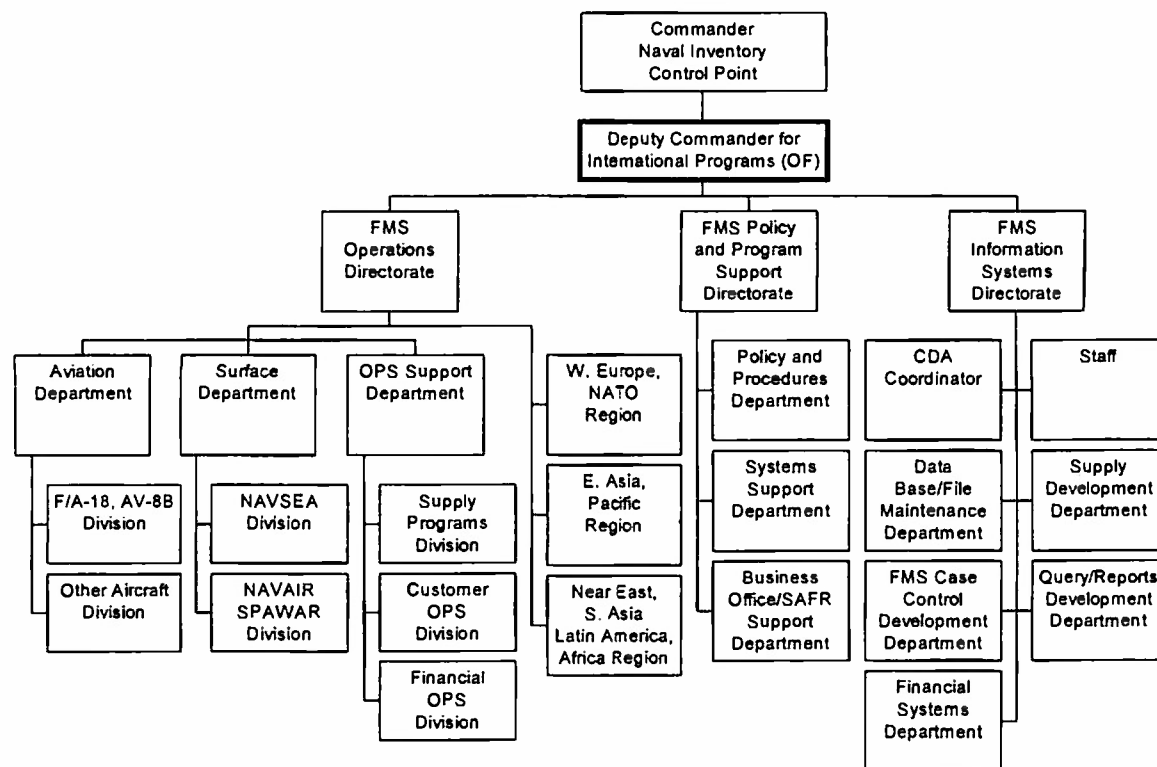 Commander
Naval Inventory
Control Point
Deputy Commander for
International Programs (OF)
FMS
Operations
Directorate
FMS Policy
and Program
Support
Directorate
FMS
Information
Systems
Directorate
Aviation
Department
Surface
Department
OPS Support
Department
W. Europe,
NATO
Region
Policy and
Procedures
Department
CDA
Coordinator
Staff
F/A-18, AV-8B
Division
NAVSEA
Division
Supply
Programs
Division
E. Asia,
Pacific
Region
Systems
Support
Department
Data
Base/File
Maintenance
Department
Supply
Development
Department
Other Aircraft
Division
NAVAIR
SPAWAR
Division
Customer
OPS
Division
Near East,
S. Asia
Latin America,
Africa Region
Business
Office/SAFR
Support
Department
FMS Case
Control
Development
Department
Query/Reports
Development
Department
Financial
OPS
Division
Financial
Systems
Department